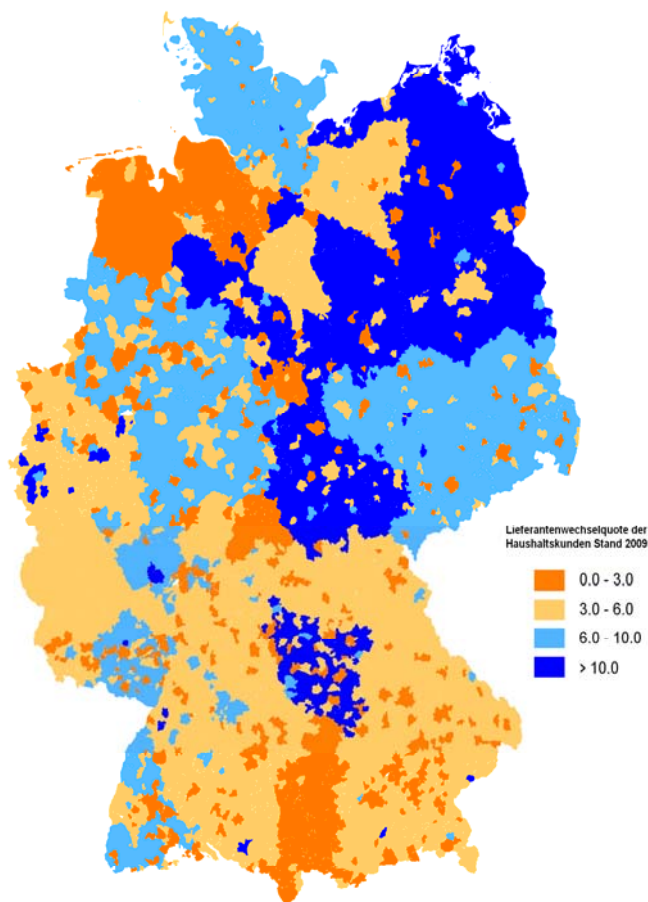 Lieferantenwechselquote der
Haushaltskunden Stand 2009
0.0 - 3.0
3.0 - 6.0
6.0 - 10.0
> 10.0